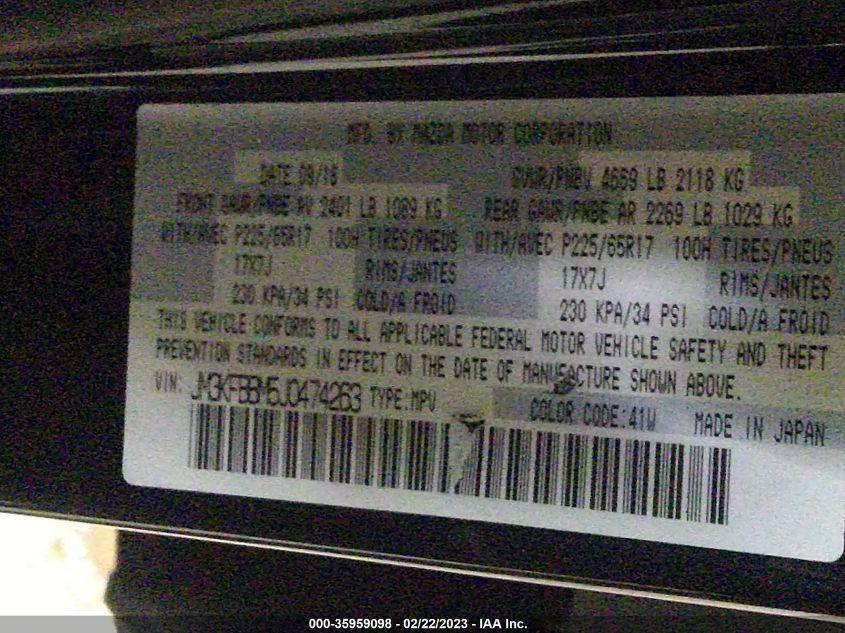 MFD. BY MAZDA MOTOR CORPORATION
DATE 09/18 GVWR/PNBV 4669 LB 2118 KG
FRONT GAWR/PNBE AV 2401 LB 1089 KG REAR GAWR/PNBE AR 2269 LB 1029 KG
WITH/AVEC P225/65R17 100H TIRES/PNEUS WITH/AVEC P225/65R17 100H TIRES/PNEUS
17X7J RIMS/JANTES 17X7J RIMS/JANTES
230 KPA/34 PSI COLD/A FROID 230 KPA/34 PSI COLD/A FROID
THIS VEHICLE CONFORMS TO ALL APPLICABLE FEDERAL MOTOR VEHICLE SAFETY AND THEFT
PREVENTION STANDARDS IN EFFECT ON THE DATE OF MANUFACTURE SHOWN ABOVE.
VIN: JM3KFBBM5J0474263 TYPE:MPV COLOR CODE:41W MADE IN JAPAN
000-35959098 - 02/22/2023 - IAA Inc.